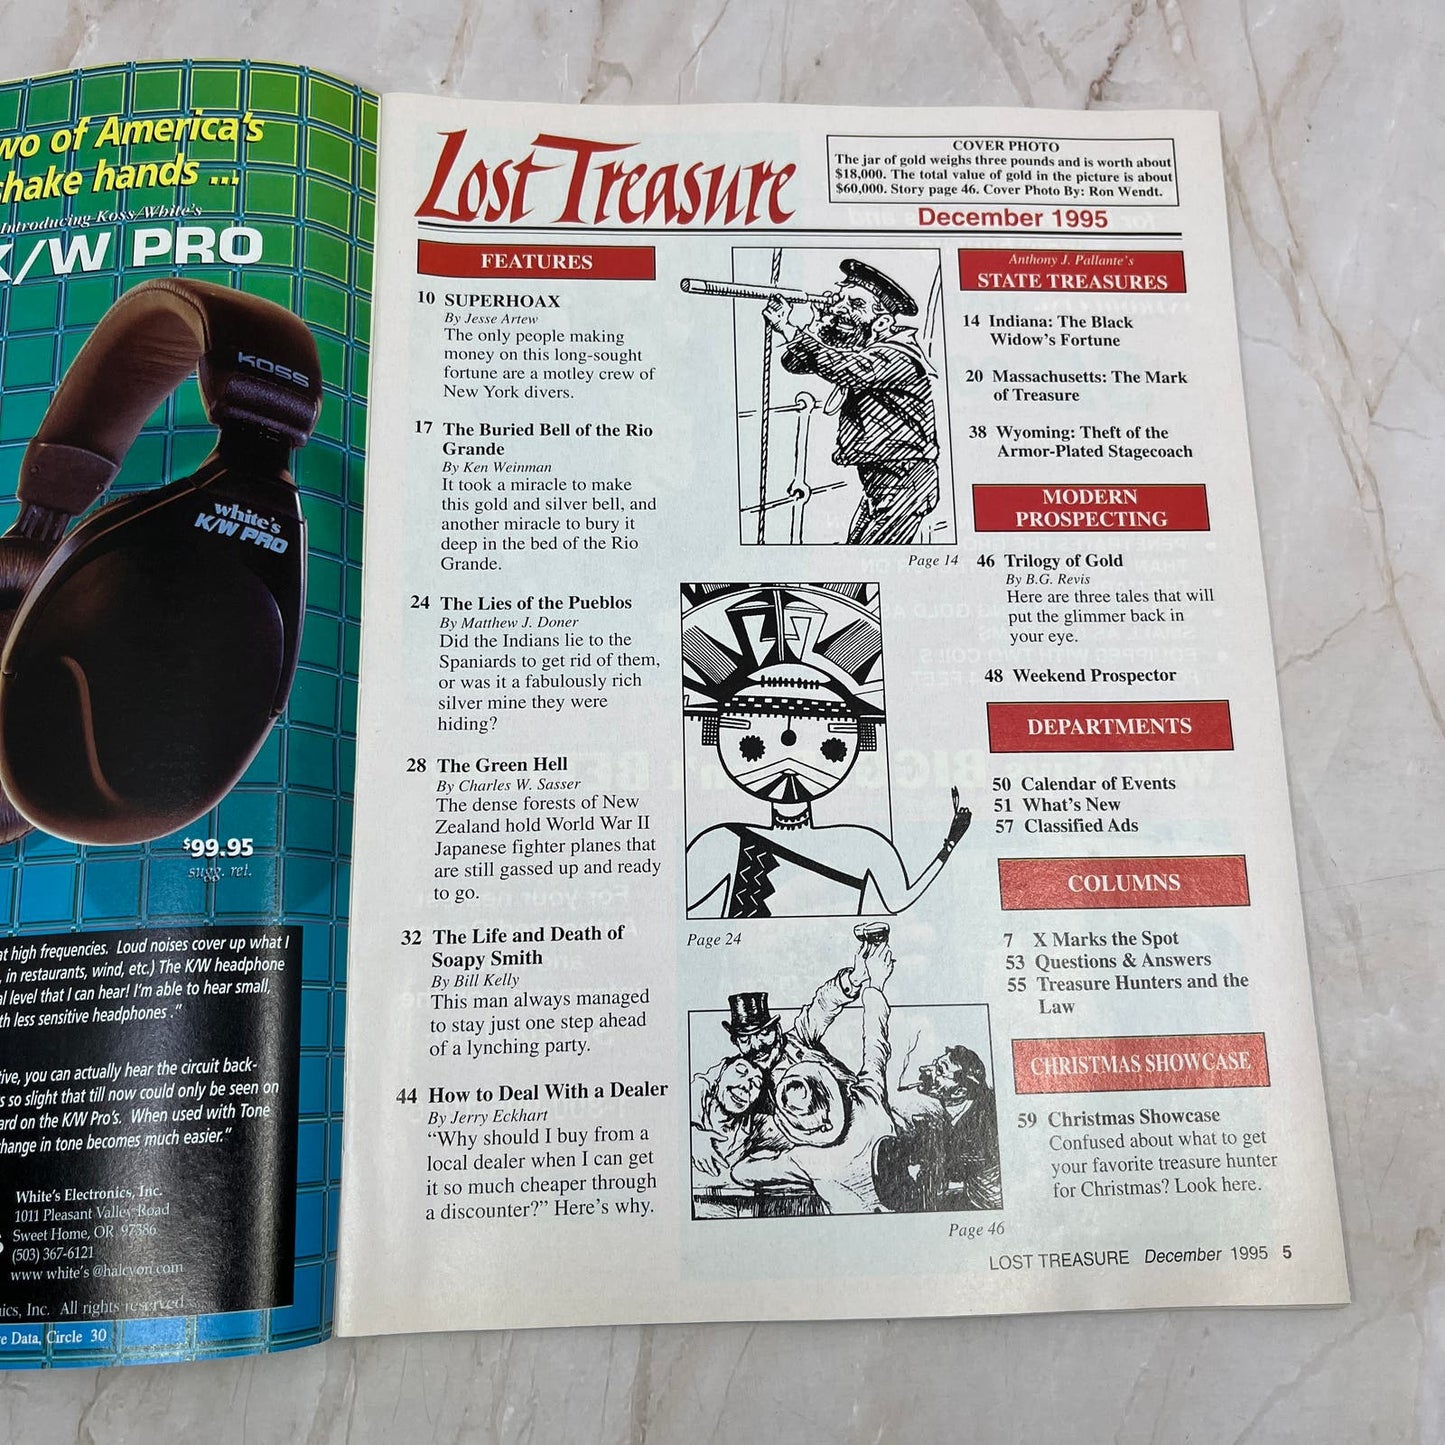 wo of America's
shake hands ...
Introducing Koss/White's
K/W PRO
KOSS
white's
K/W PRO
$99.95
sugg. ret.
at high frequencies. Loud noises cover up what I
, in restaurants, wind, etc.) The K/W headphone
al level that I can hear! I'm able to hear small,
th less sensitive headphones ."
tive, you can actually hear the circuit back-
s so slight that till now could only be seen on
ard on the K/W Pro's. When used with Tone
hange in tone becomes much easier."
White's Electronics, Inc.
1011 Pleasant Valley Road
Sweet Home, OR 97386
(503) 367-6121
www white's @halcyon.com
ics, Inc. All rights reserved
e Data, Circle 30
Lost Treasure
COVER PHOTO
The jar of gold weighs three pounds and is worth about
$18,000. The total value of gold in the picture is about
$60,000. Story page 46. Cover Photo By: Ron Wendt.
December 1995
FEATURES
10 SUPERHOAX
By Jesse Artew
The only people making
money on this long-sought
fortune are a motley crew of
New York divers.
17 The Buried Bell of the Rio
Grande
By Ken Weinman
It took a miracle to make
this gold and silver bell, and
another miracle to bury it
deep in the bed of the Rio
Grande.
24 The Lies of the Pueblos
By Matthew J. Doner
Did the Indians lie to the
Spaniards to get rid of them,
or was it a fabulously rich
silver mine they were
hiding?
28 The Green Hell
By Charles W. Sasser
The dense forests of New
Zealand hold World War II
Japanese fighter planes that
are still gassed up and ready
to go.
32 The Life and Death of
Soapy Smith
By Bill Kelly
This man always managed
to stay just one step ahead
of a lynching party.
44 How to Deal With a Dealer
By Jerry Eckhart
"Why should I buy from a
local dealer when I can get
it so much cheaper through
a discounter?" Here's why.
Page 14
Page 24
Page 46
Anthony J. Pallante's
STATE TREASURES
14 Indiana: The Black
Widow's Fortune
20 Massachusetts: The Mark
of Treasure
38 Wyoming: Theft of the
Armor-Plated Stagecoach
MODERN
PROSPECTING
46 Trilogy of Gold
By B.G. Revis
Here are three tales that will
put the glimmer back in
your eye.
48 Weekend Prospector
DEPARTMENTS
50 Calendar of Events
51 What's New
57 Classified Ads
COLUMNS
7 X Marks the Spot
53 Questions & Answers
55 Treasure Hunters and the
Law
CHRISTMAS SHOWCASE
59 Christmas Showcase
Confused about what to get
your favorite treasure hunter
for Christmas? Look here.
LOST TREASURE December 1995 5